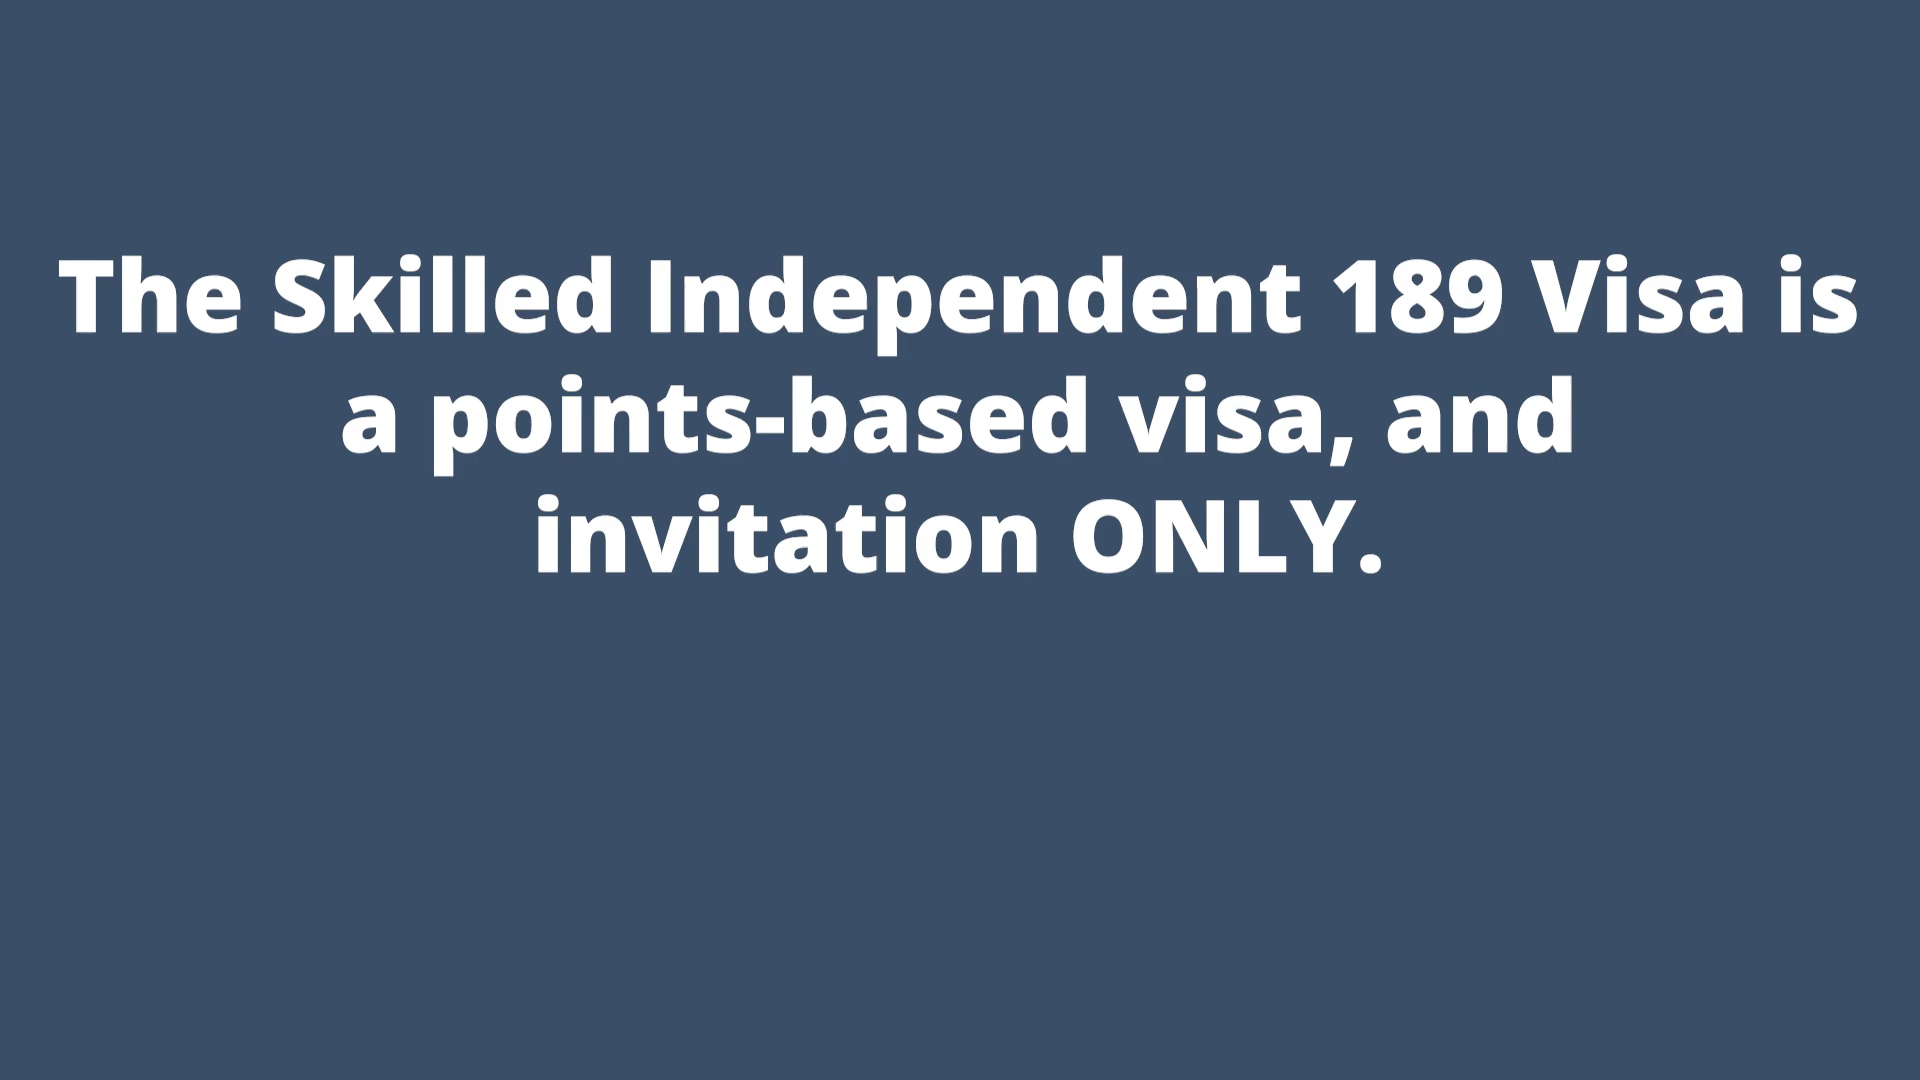 The Skilled Independent 189 Visa is
a points-based visa, and
invitation ONLY.